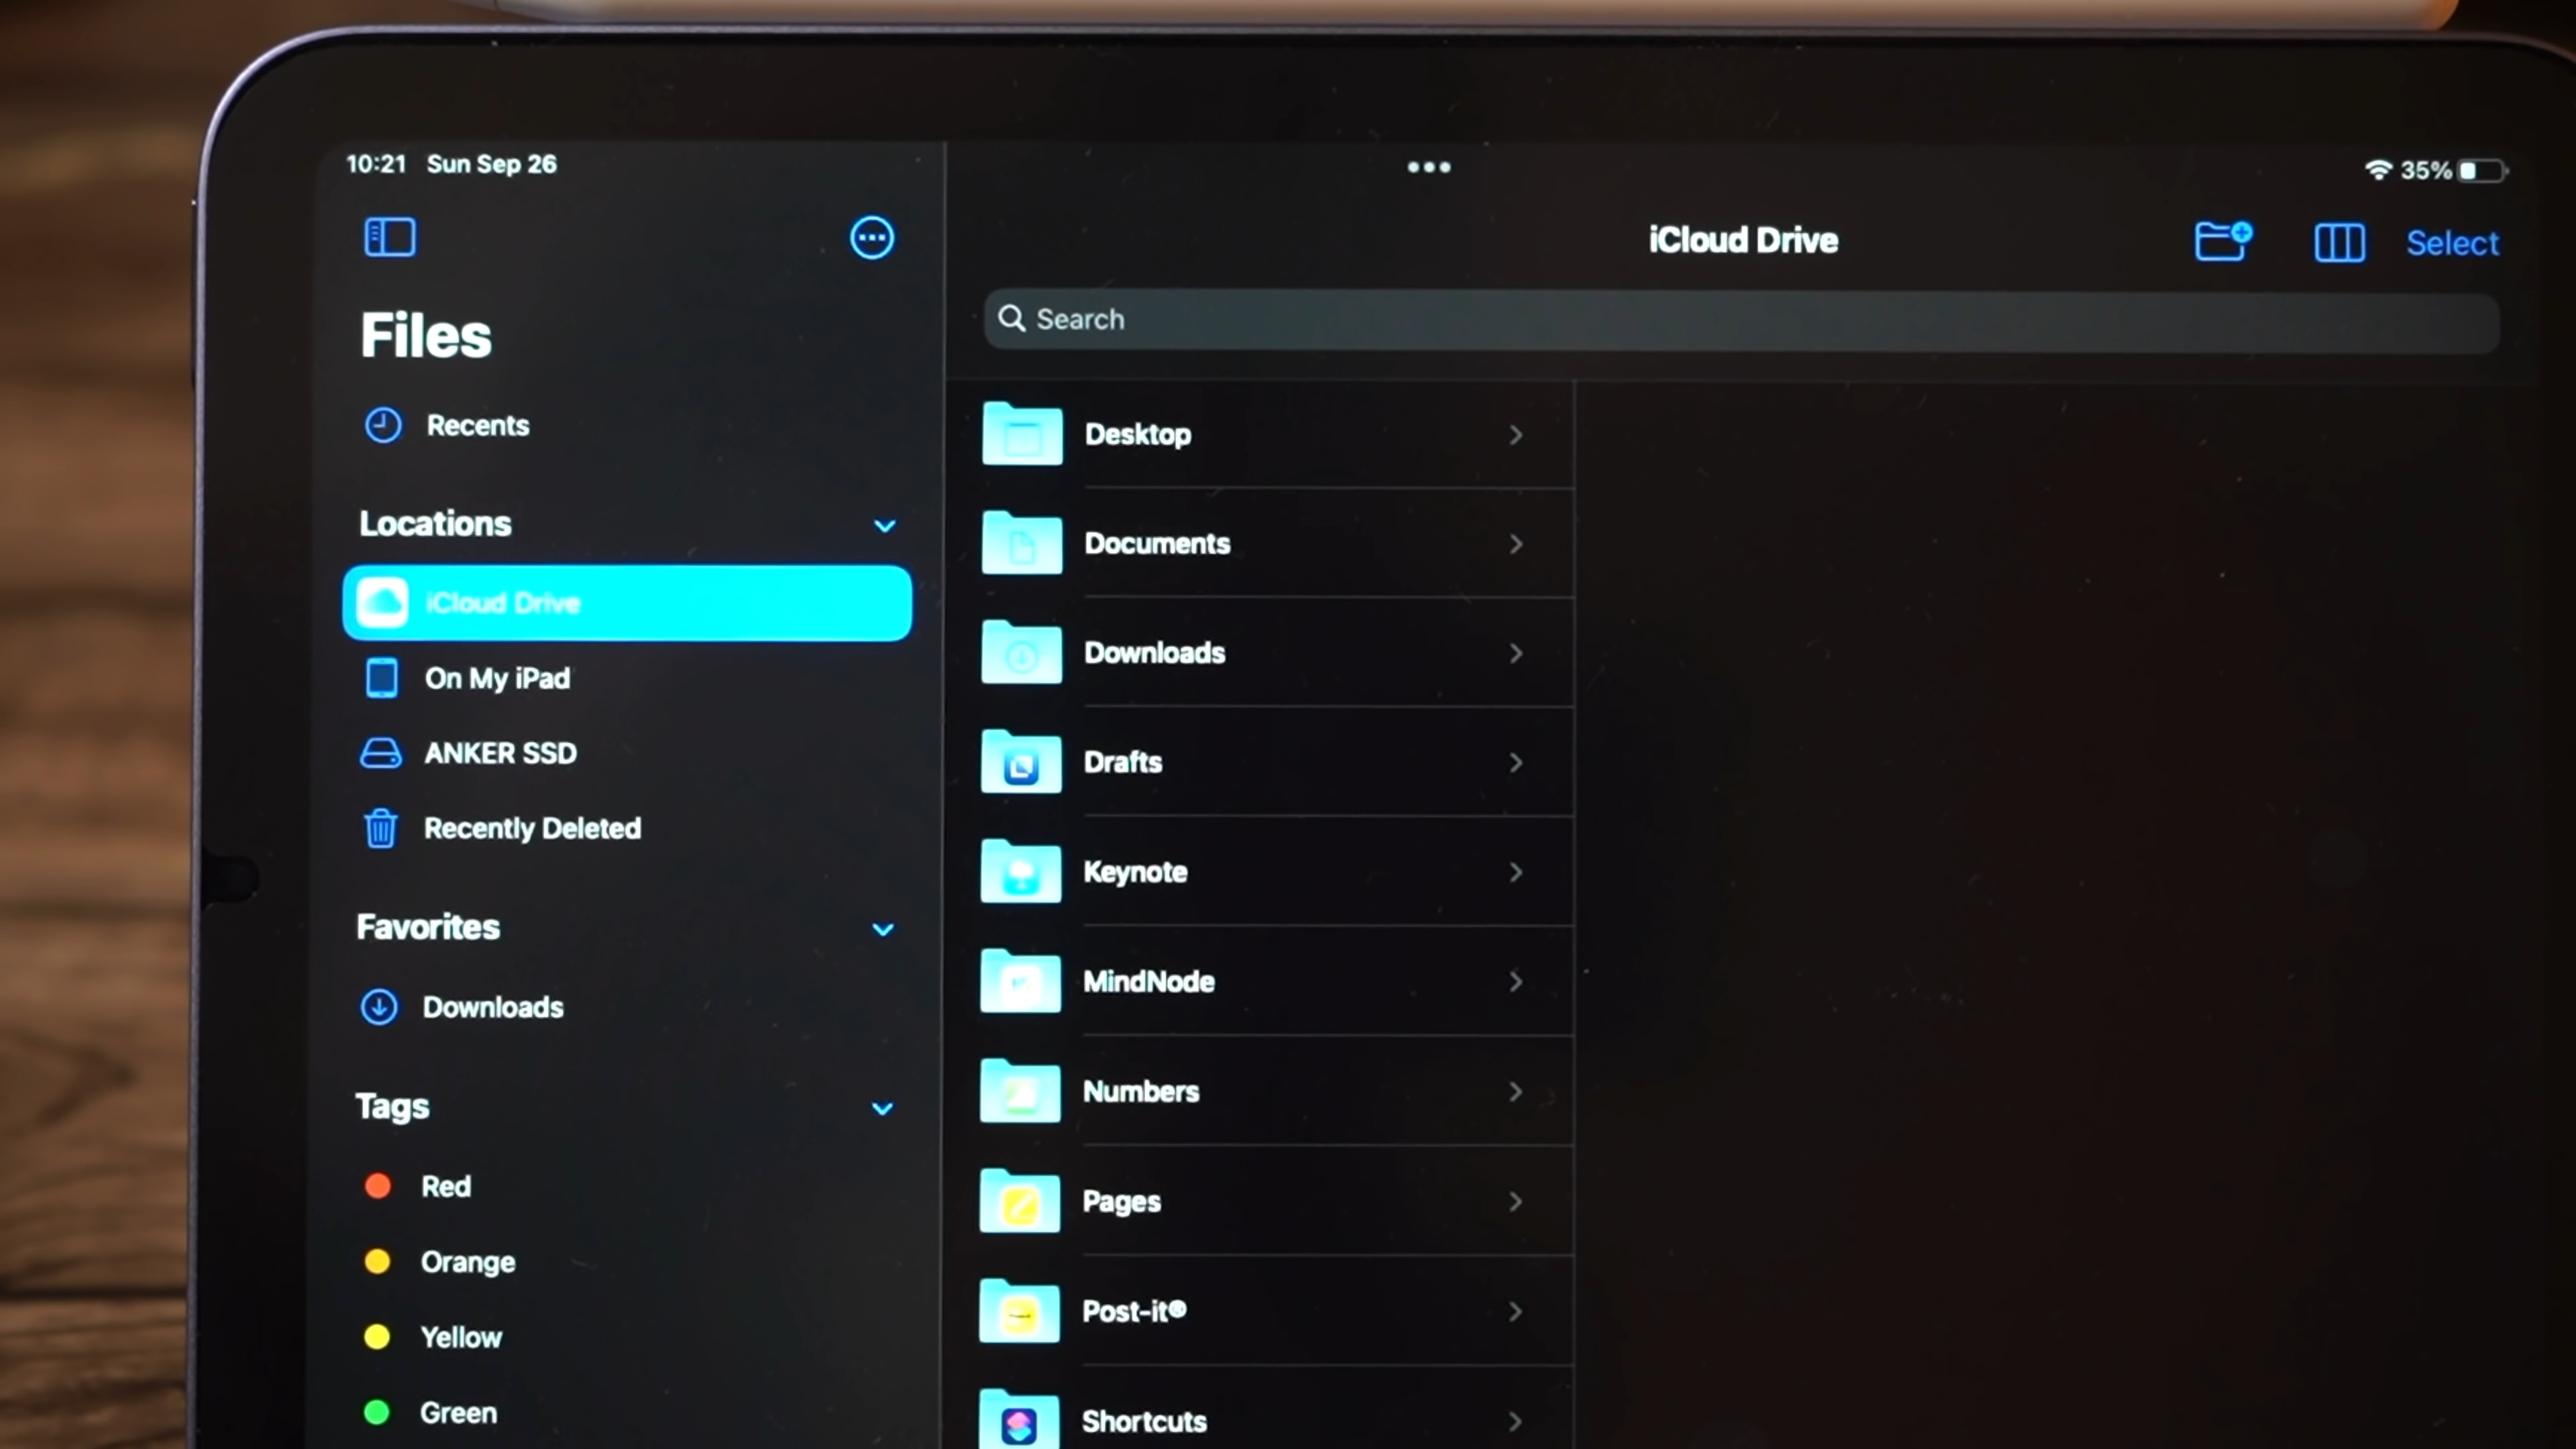 10:21 Sun Sep 26
35%
Files
Recents
Locations
iCloud Drive
On My iPad
ANKER SSD
Recently Deleted
Favorites
Downloads
Tags
Red
Orange
Yellow
Green
iCloud Drive
Select
Search
Desktop
Documents
Downloads
Drafts
Keynote
MindNode
Numbers
Pages
Post-it®
Shortcuts